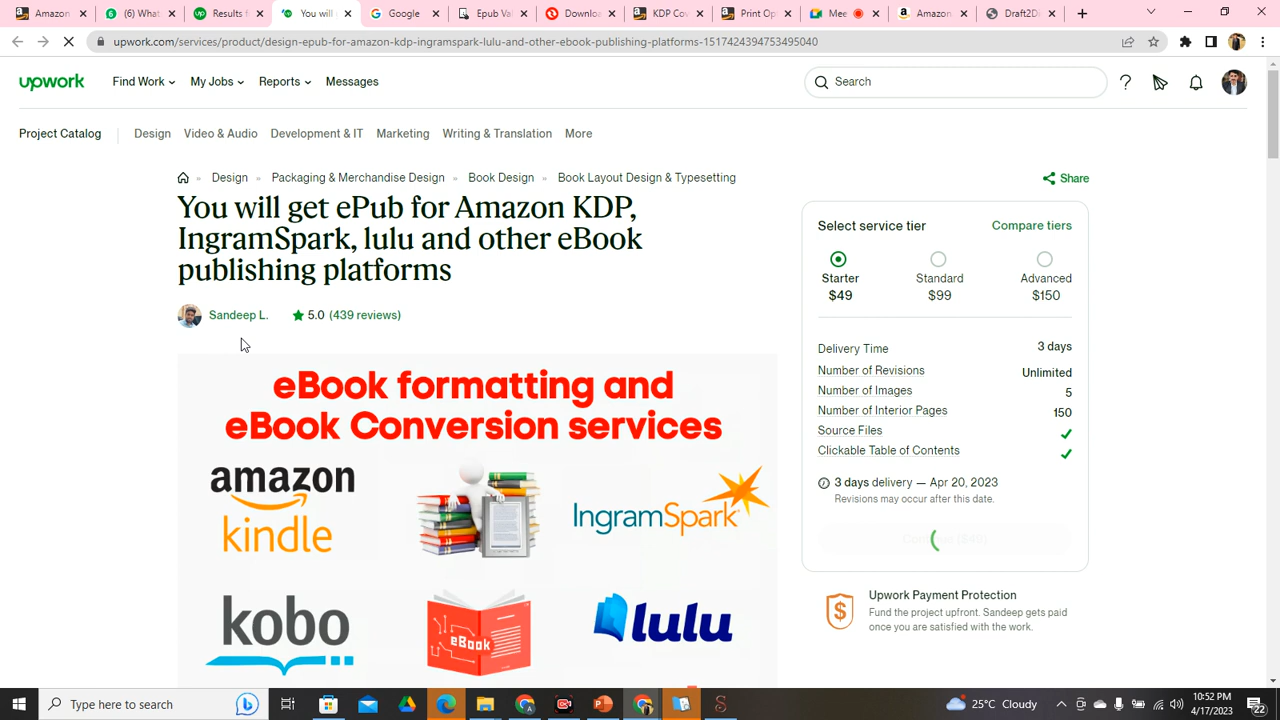 Amazon
(6) (Wha
Results f
You will
Google
Epub Va
Downlo
KDP Co
Print Op
Mee
Amazon
Draft2D
upwork.com/services/product/design-epub-for-amazon-kdp-ingramspark-lulu-and-other-ebook-publishing-platforms-1517424394753495040
upwork
Find Work
My Jobs
Reports
Messages
Search
Project Catalog
Design
Video & Audio
Development & IT
Marketing
Writing & Translation
More
Design » Packaging & Merchandise Design » Book Design » Book Layout Design & Typesetting
Share
You will get ePub for Amazon KDP,
IngramSpark, lulu and other eBook
publishing platforms
Sandeep L.
5.0 (439 reviews)
eBook formatting and
eBook Conversion services
amazon
kindle
IngramSpark
kobo
eBook
lulu
Select service tier
Compare tiers
Starter
$49
Standard
$99
Advanced
$150
Delivery Time 3 days
Number of Revisions Unlimited
Number of Images 5
Number of Interior Pages 150
Source Files
Clickable Table of Contents
3 days delivery — Apr 20, 2023
Revisions may occur after this date.
Upwork Payment Protection
Fund the project upfront. Sandeep gets paid
once you are satisfied with the work.
Type here to search
25°C Cloudy
10:52 PM
4/17/2023
22